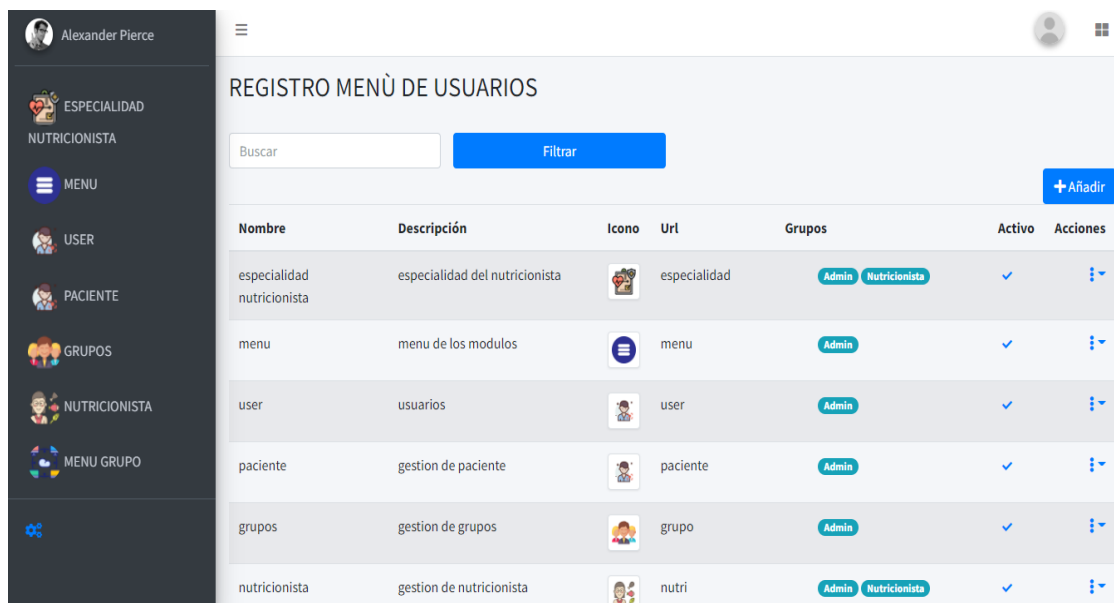 Alexander Pierce
ESPECIALIDAD
NUTRICIONISTA
MENU
USER
PACIENTE
GRUPOS
NUTRICIONISTA
MENU GRUPO
REGISTRO MENÙ DE USUARIOS
Buscar Filtrar
Añadir
Nombre Descripción Icono Url Grupos Activo Acciones
especialidad especialidad del nutricionista especialidad Admin Nutricionista
nutricionista
menu menu de los modulos menu Admin
user usuarios user Admin
paciente gestion de paciente paciente Admin
grupos gestion de grupos grupo Admin
nutricionista gestion de nutricionista nutri Admin Nutricionista